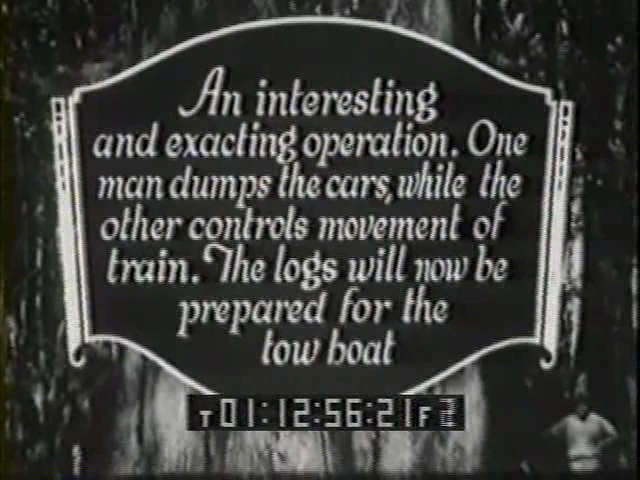 An interesting
and exacting operation. One
man dumps the cars, while the
other controls movement of
train. The logs will now be
prepared for the
tow boat
T01:12:56:21F2